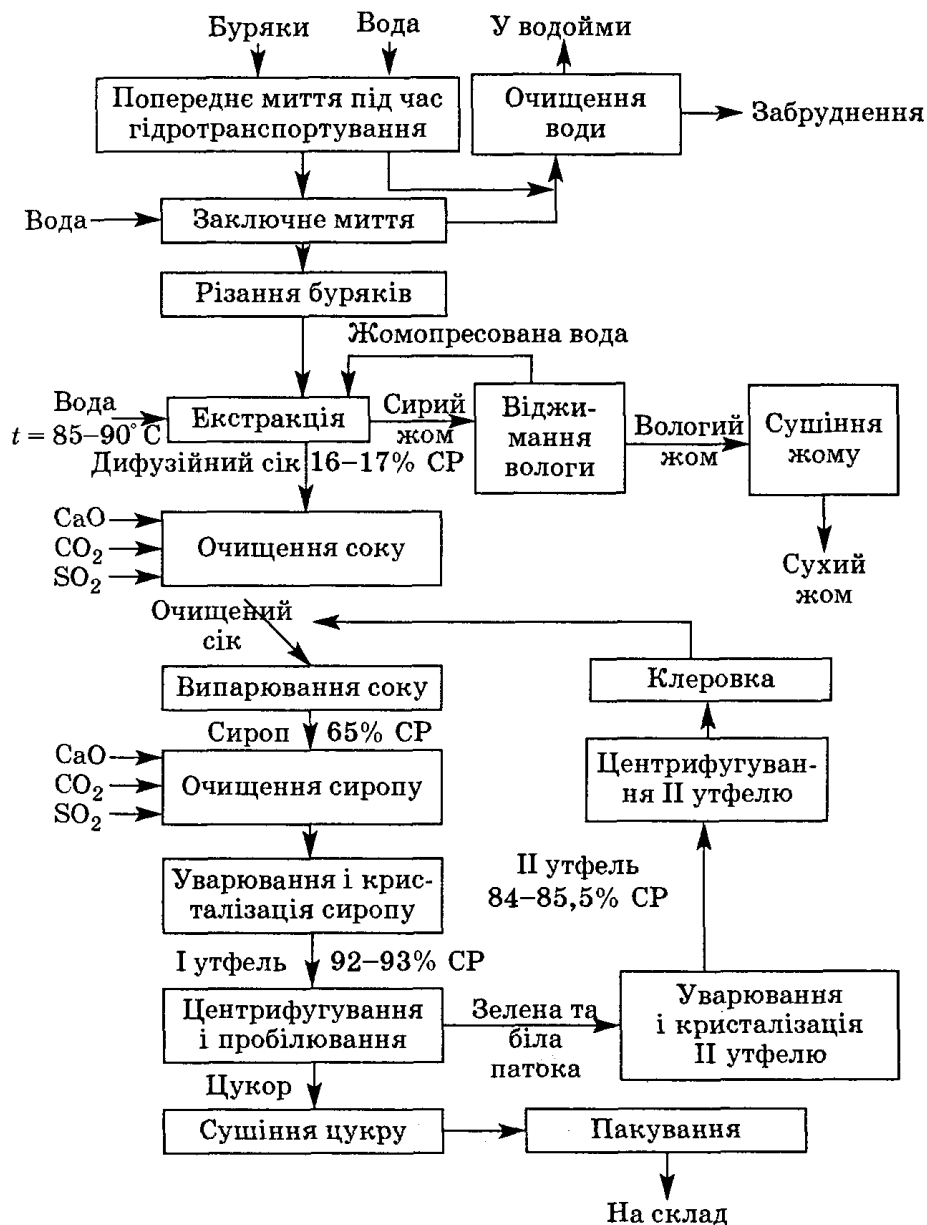 Буряки
Вода
У водойми
Попереднє миття під час
гідротранспортування
Очищення
води
Забруднення
Вода
Заключне миття
Різання буряків
Жомопресована вода
Вода
t = 85–90° C
Екстракція
Сирий
жом
Віджи-
мання
вологи
Вологий
жом
Сушіння
жому
Дифузійний сік 16–17% СР
CaO
CO₂
SO₂
Очищення соку
Сухий
жом
Очищений
сік
Випарювання соку
Клеровка
Сироп 65% СР
CaO
CO₂
SO₂
Очищення сиропу
Центрифугуван-
ня II утфелю
Уварювання і крис-
талізація сиропу
II утфель
84–85,5% СР
I утфель 92–93% СР
Центрифугування
і пробілювання
Зелена та
біла
патока
Уварювання
і кристалізація
II утфелю
Цукор
Сушіння цукру
Пакування
На склад